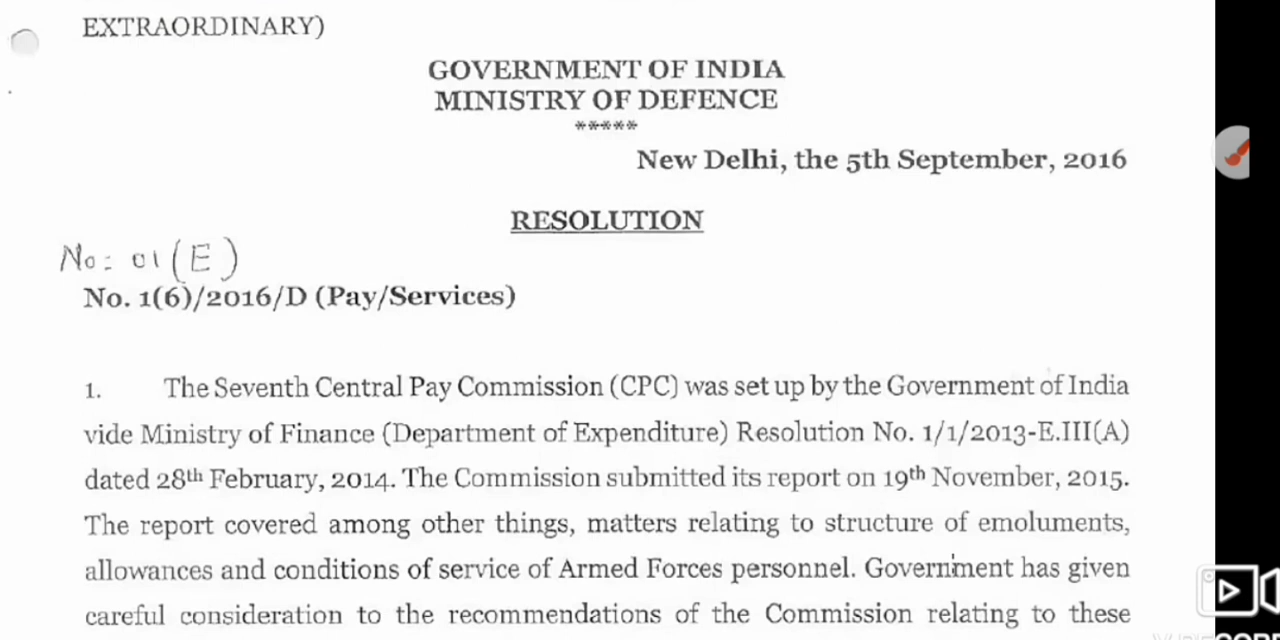 EXTRAORDINARY)
GOVERNMENT OF INDIA
MINISTRY OF DEFENCE
*****
New Delhi, the 5th September, 2016
RESOLUTION
No: 01 (E)
No. 1(6)/2016/D (Pay/Services)
1. The Seventh Central Pay Commission (CPC) was set up by the Government of India
vide Ministry of Finance (Department of Expenditure) Resolution No. 1/1/2013-E.III(A)
dated 28th February, 2014. The Commission submitted its report on 19th November, 2015.
The report covered among other things, matters relating to structure of emoluments,
allowances and conditions of service of Armed Forces personnel. Government has given
careful consideration to the recommendations of the Commission relating to these